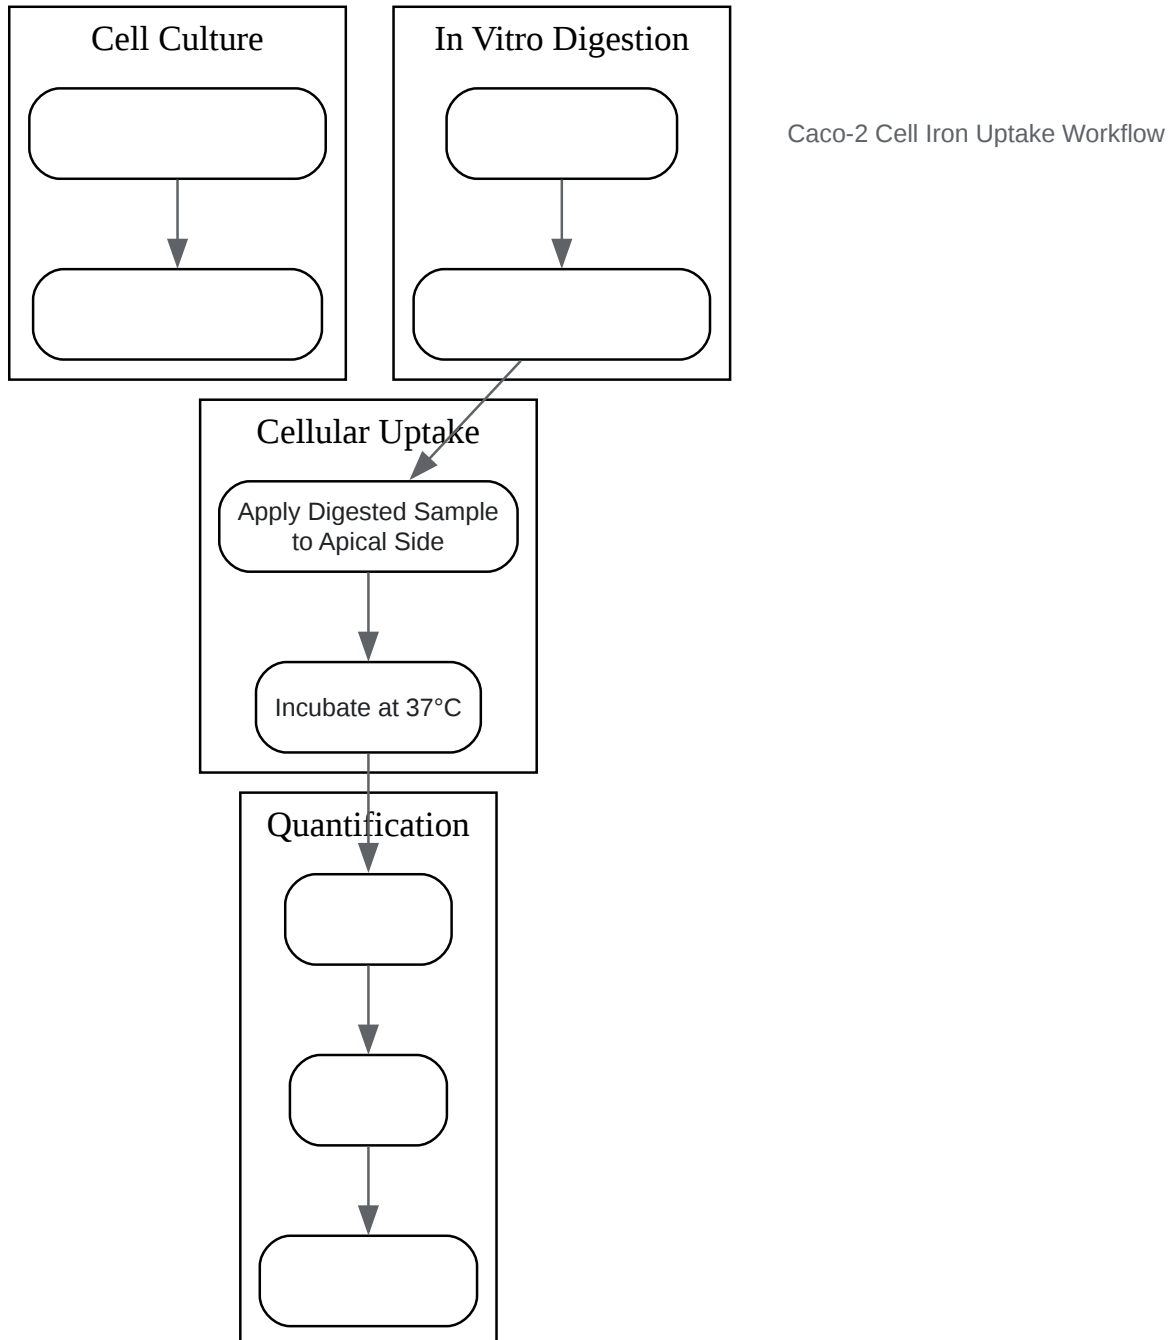 Cell Culture
In Vitro Digestion
Caco-2 Cell Iron Uptake Workflow
Cellular Uptake
Apply Digested Sample
to Apical Side
Incubate at 37°C
Quantification